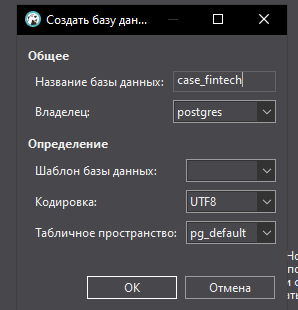 Создать базу дан...
Общее
Название базы данных: case_fintech
Владелец: postgres
Определение
Шаблон базы данных:
Кодировка: UTF8
Табличное пространство: pg_default
OK Отмена